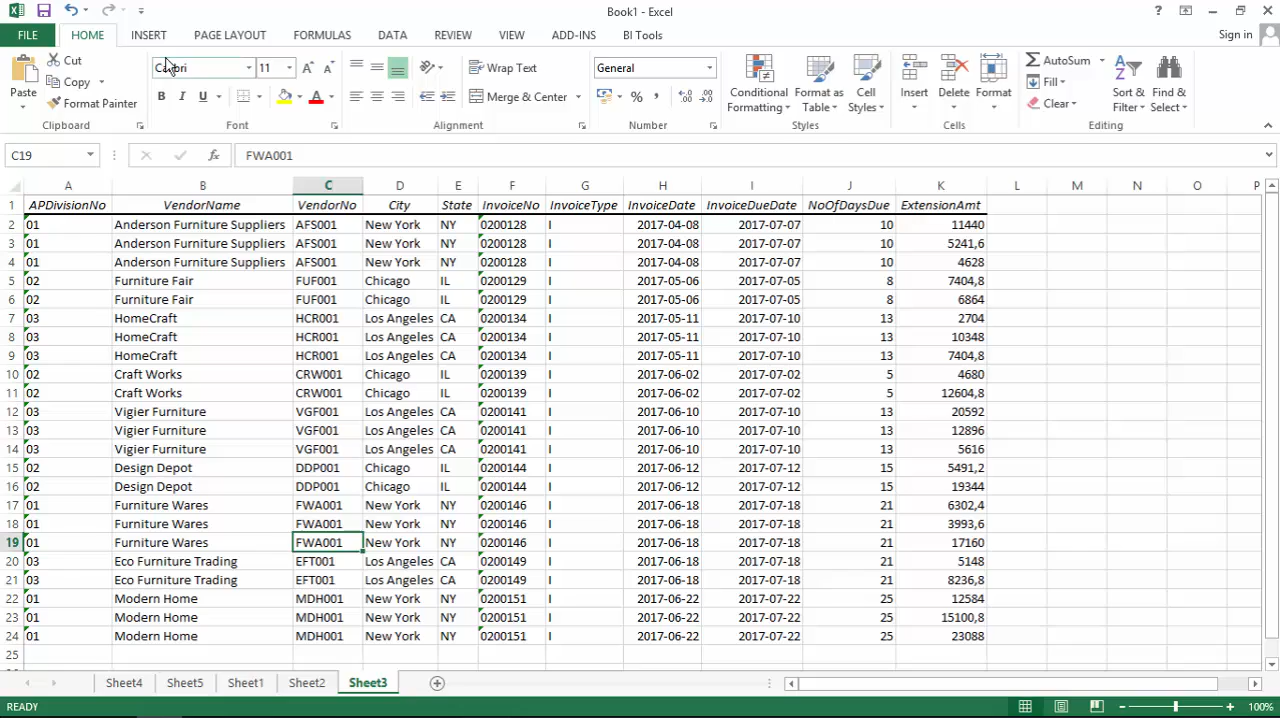 Book1 - Excel
Sign in
FILE HOME INSERT PAGE LAYOUT FORMULAS DATA REVIEW VIEW ADD-INS BI Tools
Cut
Copy
Format Painter
Paste
Clipboard
11
B I U
Font
Wrap Text
Merge & Center
Alignment
General
%
Number
Conditional Formatting
Format as Table
Cell Styles
Styles
Insert
Delete
Format
Cells
AutoSum
Fill
Clear
Sort & Filter
Find & Select
Editing
C19 fx FWA001
A B C D E F G H I J K L M N O P
1 APDivisionNo VendorName VendorNo City State InvoiceNo InvoiceType InvoiceDate InvoiceDueDate NoOfDaysDue ExtensionAmt
2 01 Anderson Furniture Suppliers AFS001 New York NY 0200128 I 2017-04-08 2017-07-07 10 11440
3 01 Anderson Furniture Suppliers AFS001 New York NY 0200128 I 2017-04-08 2017-07-07 10 5241,6
4 01 Anderson Furniture Suppliers AFS001 New York NY 0200128 I 2017-04-08 2017-07-07 10 4628
5 02 Furniture Fair FUF001 Chicago IL 0200129 I 2017-05-06 2017-07-05 8 7404,8
6 02 Furniture Fair FUF001 Chicago IL 0200129 I 2017-05-06 2017-07-05 8 6864
7 03 HomeCraft HCR001 Los Angeles CA 0200134 I 2017-05-11 2017-07-10 13 2704
8 03 HomeCraft HCR001 Los Angeles CA 0200134 I 2017-05-11 2017-07-10 13 10348
9 03 HomeCraft HCR001 Los Angeles CA 0200134 I 2017-05-11 2017-07-10 13 7404,8
10 02 Craft Works CRW001 Chicago IL 0200139 I 2017-06-02 2017-07-02 5 4680
11 02 Craft Works CRW001 Chicago IL 0200139 I 2017-06-02 2017-07-02 5 12604,8
12 03 Vigier Furniture VGF001 Los Angeles CA 0200141 I 2017-06-10 2017-07-10 13 20592
13 03 Vigier Furniture VGF001 Los Angeles CA 0200141 I 2017-06-10 2017-07-10 13 12896
14 03 Vigier Furniture VGF001 Los Angeles CA 0200141 I 2017-06-10 2017-07-10 13 5616
15 02 Design Depot DDP001 Chicago IL 0200144 I 2017-06-12 2017-07-12 15 5491,2
16 02 Design Depot DDP001 Chicago IL 0200144 I 2017-06-12 2017-07-12 15 19344
17 01 Furniture Wares FWA001 New York NY 0200146 I 2017-06-18 2017-07-18 21 6302,4
18 01 Furniture Wares FWA001 New York NY 0200146 I 2017-06-18 2017-07-18 21 3993,6
19 01 Furniture Wares FWA001 New York NY 0200146 I 2017-06-18 2017-07-18 21 17160
20 03 Eco Furniture Trading EFT001 Los Angeles CA 0200149 I 2017-06-18 2017-07-18 21 5148
21 03 Eco Furniture Trading EFT001 Los Angeles CA 0200149 I 2017-06-18 2017-07-18 21 8236,8
22 01 Modern Home MDH001 New York NY 0200151 I 2017-06-22 2017-07-22 25 12584
23 01 Modern Home MDH001 New York NY 0200151 I 2017-06-22 2017-07-22 25 15100,8
24 01 Modern Home MDH001 New York NY 0200151 I 2017-06-22 2017-07-22 25 23088
25
Sheet4 Sheet5 Sheet1 Sheet2 Sheet3
READY 100%